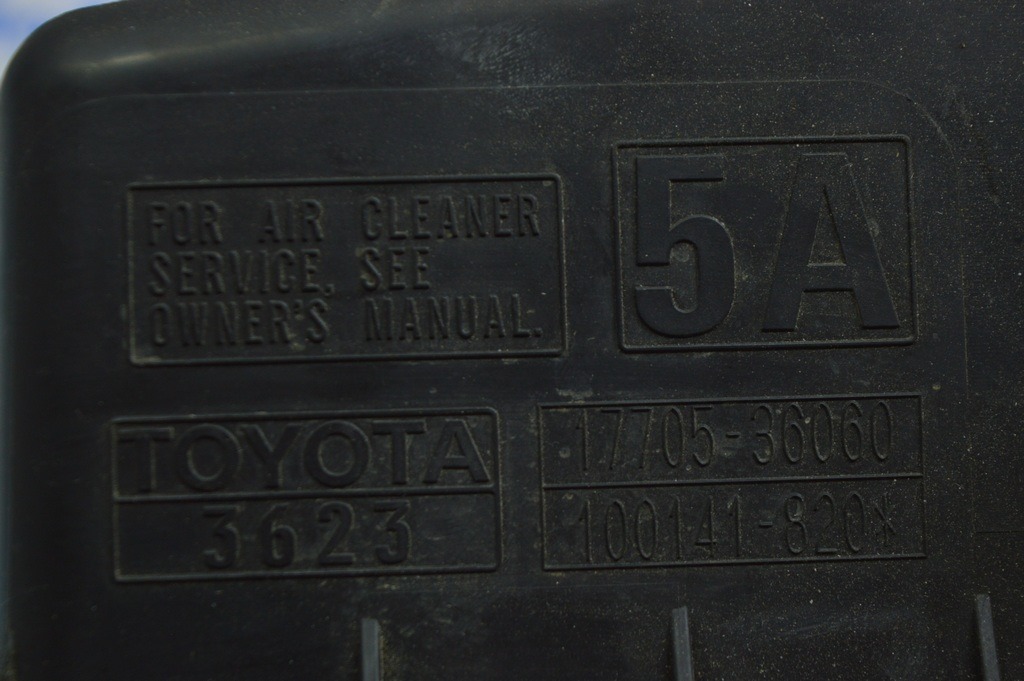 FOR AIR CLEANER
SERVICE, SEE
OWNER'S MANUAL.
5A
TOYOTA
3623
17705-36060
100141-820*